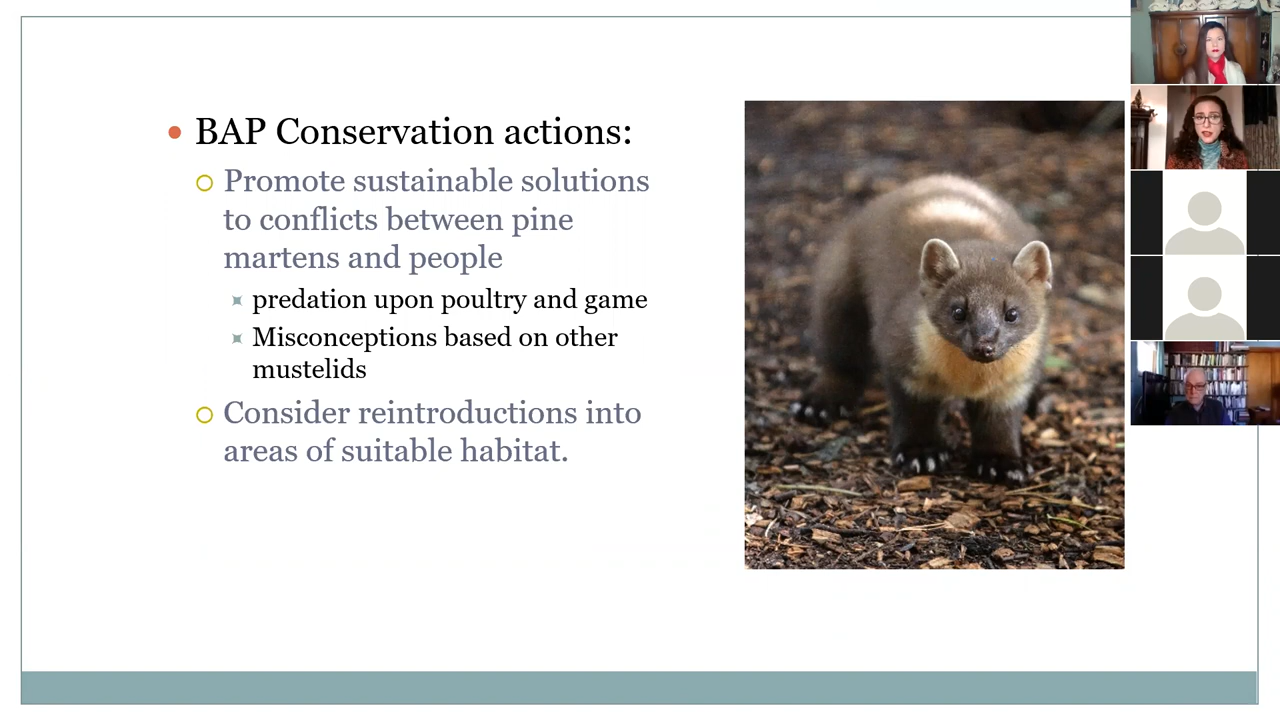 BAP Conservation actions:
Promote sustainable solutions
to conflicts between pine
martens and people
predation upon poultry and game
Misconceptions based on other
mustelids
Consider reintroductions into
areas of suitable habitat.